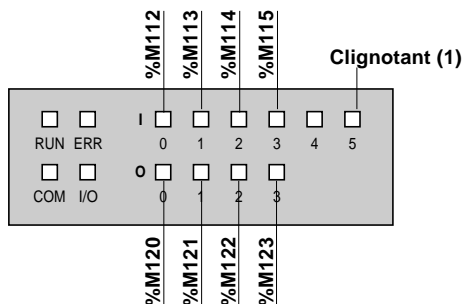 %M112 %M113 %M114 %M115
Clignotant (1)
I
RUN ERR 0 1 2 3 4 5
O
COM I/O 0 1 2 3
%M120 %M121 %M122 %M123